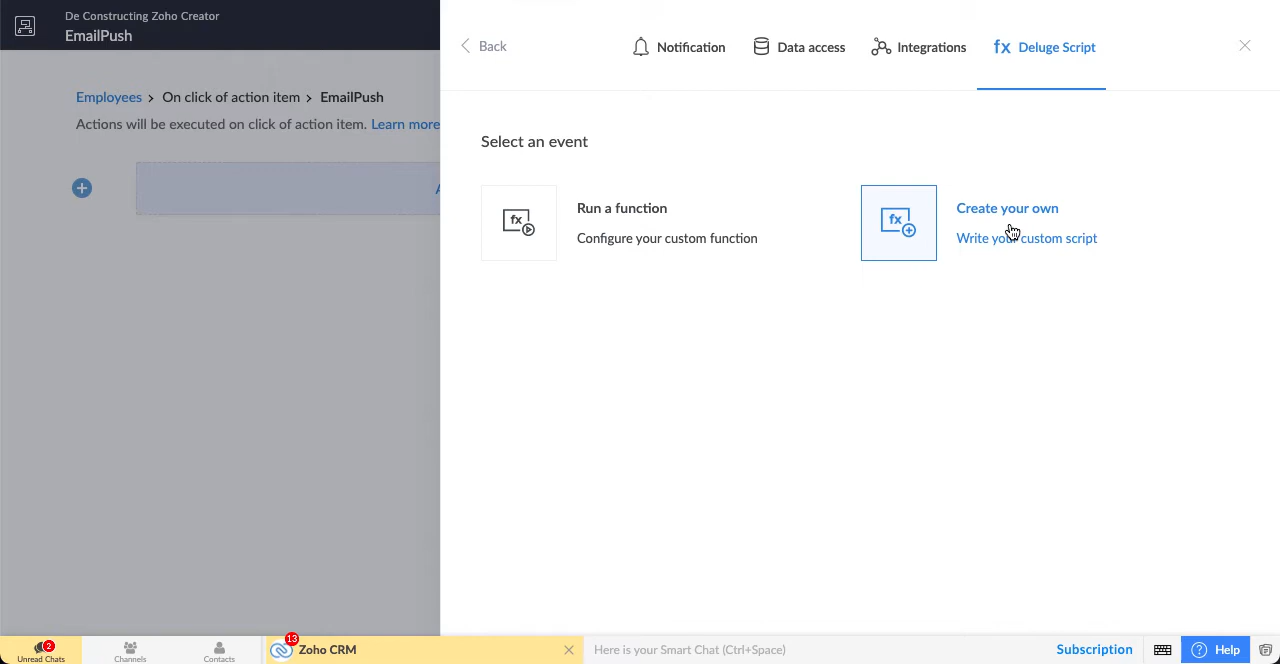 De Constructing Zoho Creator
EmailPush
Back
Notification
Data access
Integrations
fx Deluge Script
Employees > On click of action item > EmailPush
Actions will be executed on click of action item. Learn more
Select an event
A
fx
Run a function
Configure your custom function
fx
Create your own
Write your custom script
2
Unread Chats
Channels
Contacts
13
Zoho CRM
Here is your Smart Chat (Ctrl+Space)
Subscription
? Help